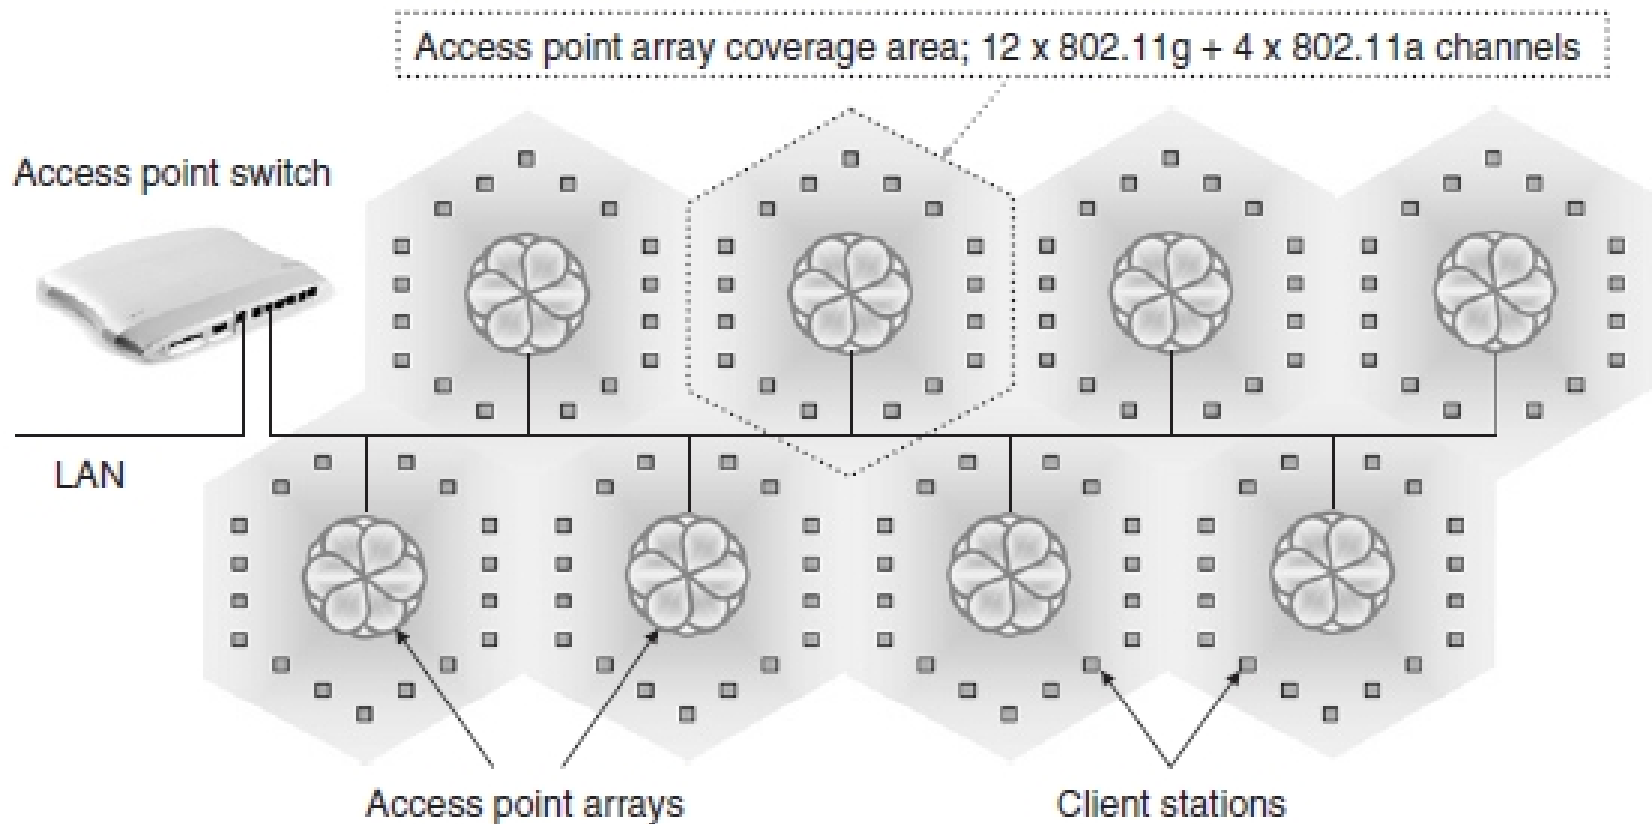 Access point array coverage area; 12 x 802.11g + 4 x 802.11a channels
Access point switch
LAN
Access point arrays
Client stations